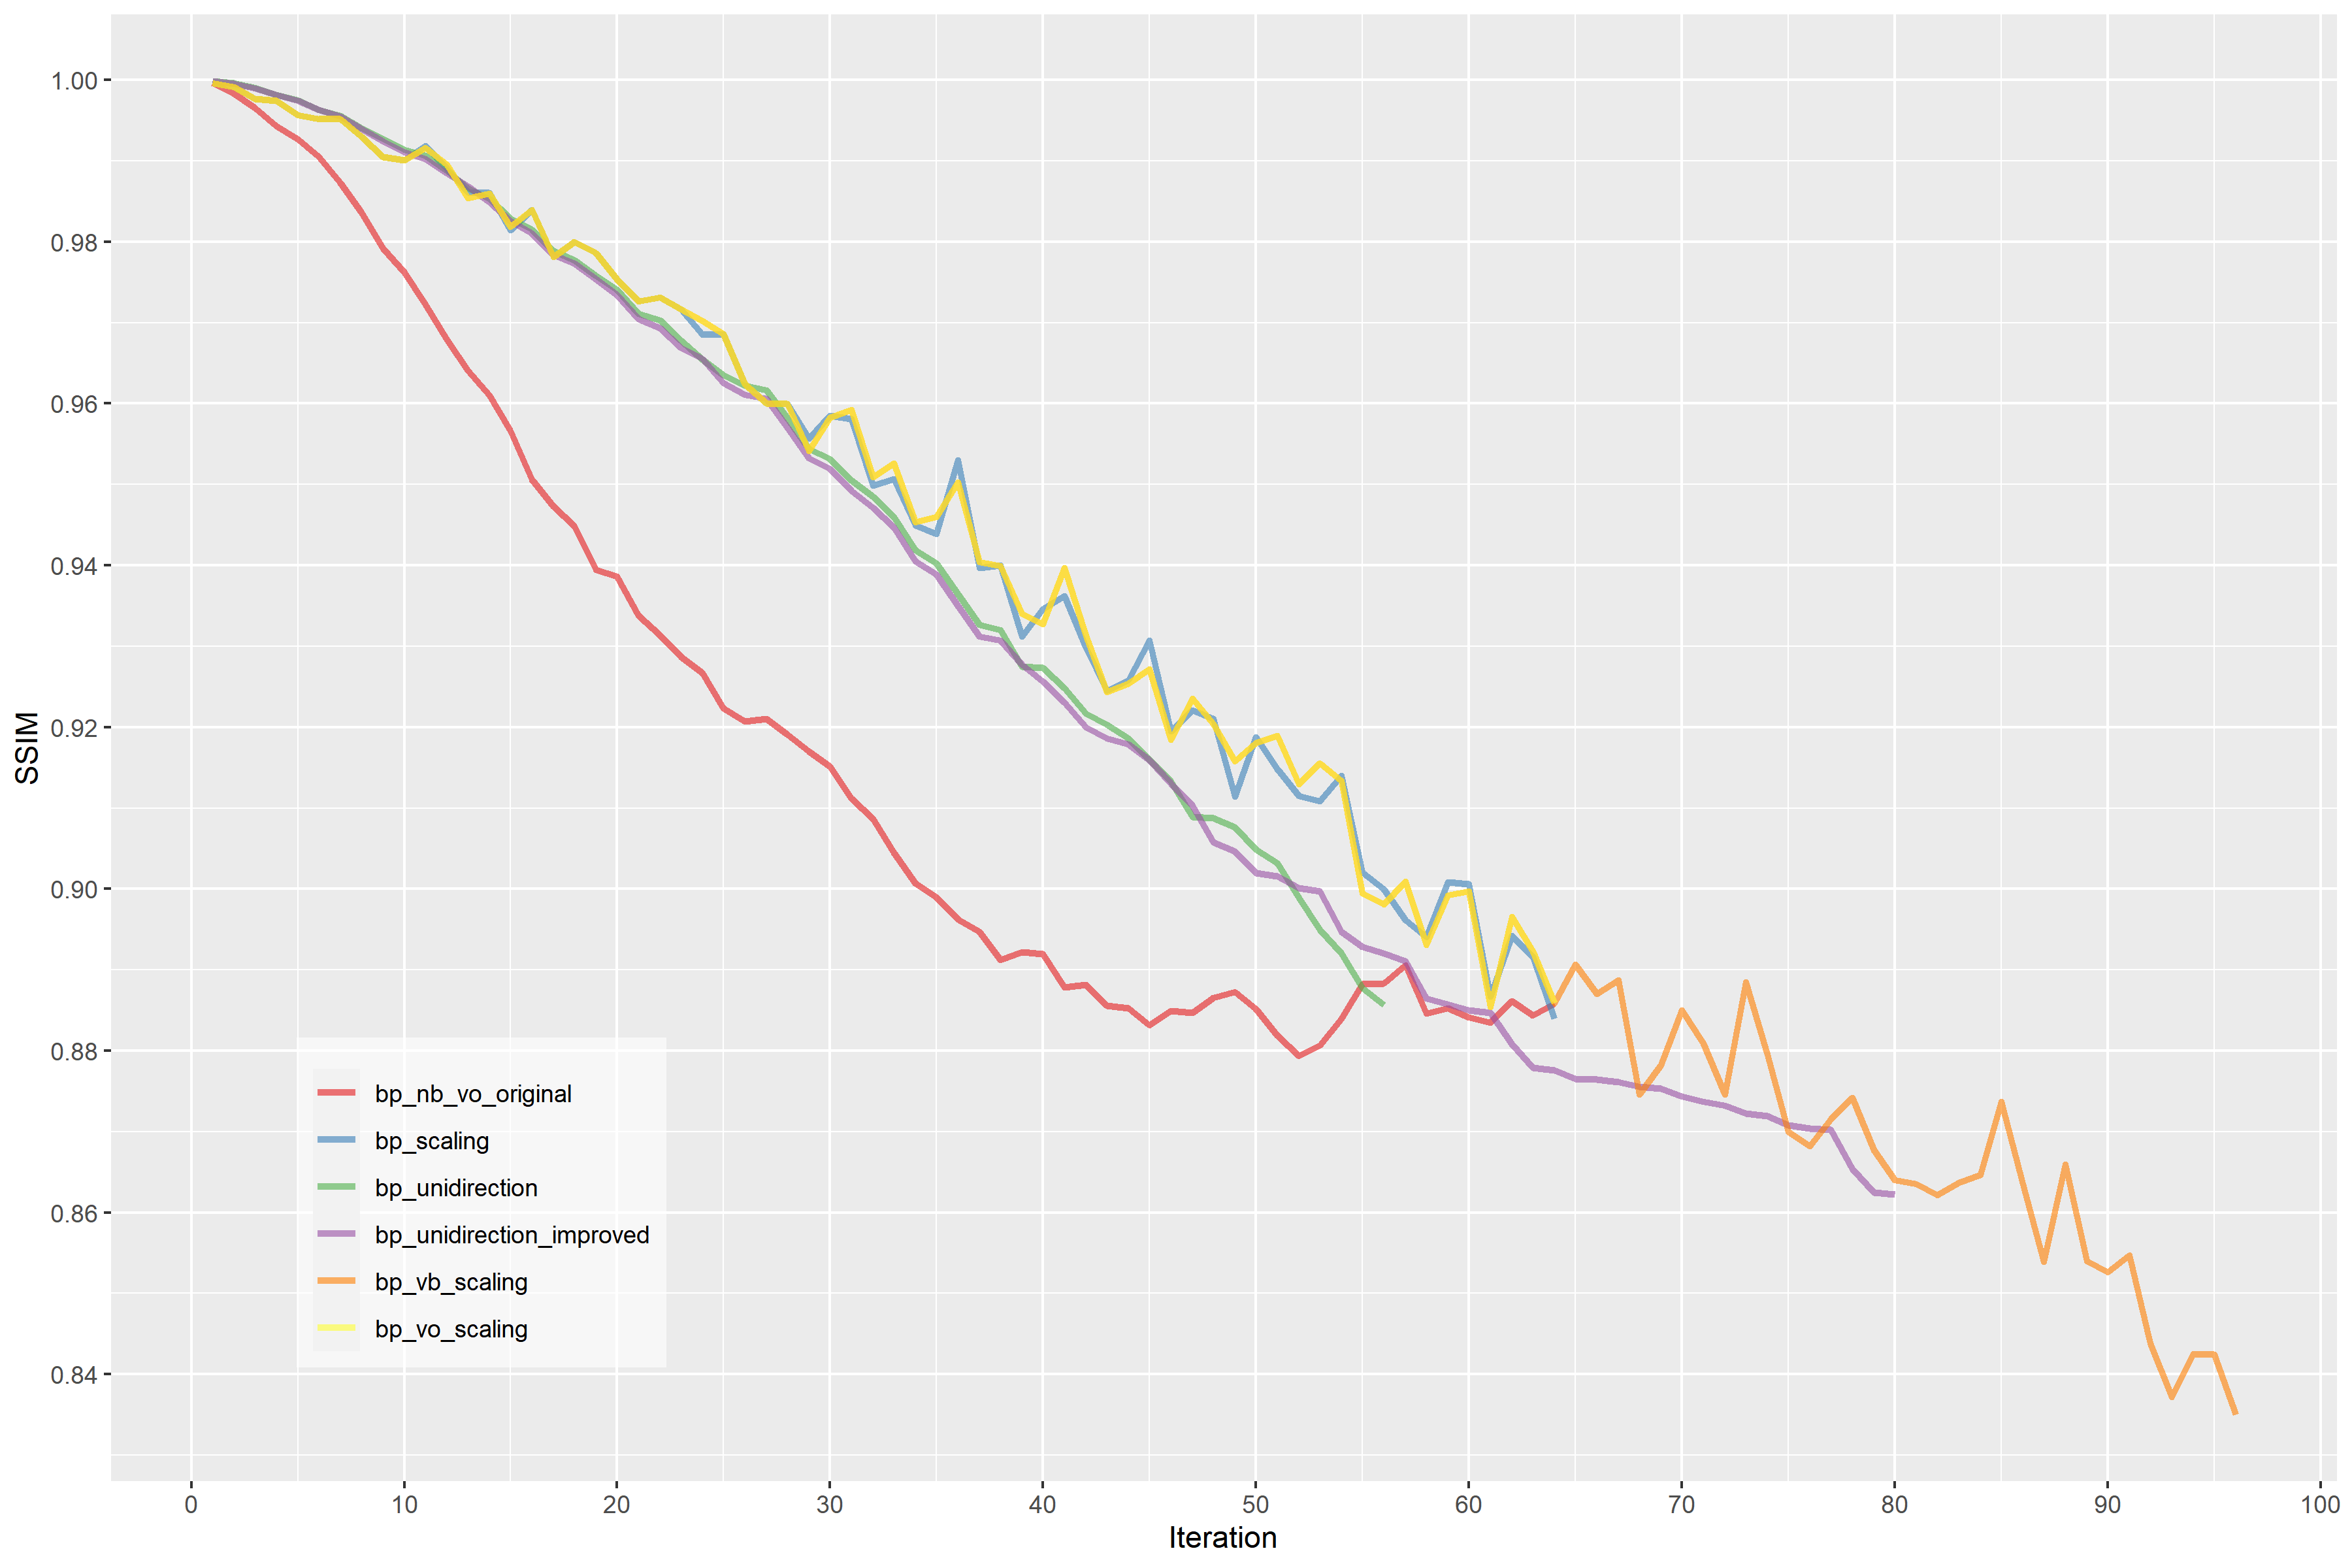 1.00
0.98
0.96
0.94
0.92
0.90
0.88
0.86
0.84
SSIM
bp_nb_vo_original
bp_scaling
bp_unidirection
bp_unidirection_improved
bp_vb_scaling
bp_vo_scaling
0 10 20 30 40 50 60 70 80 90 100
Iteration